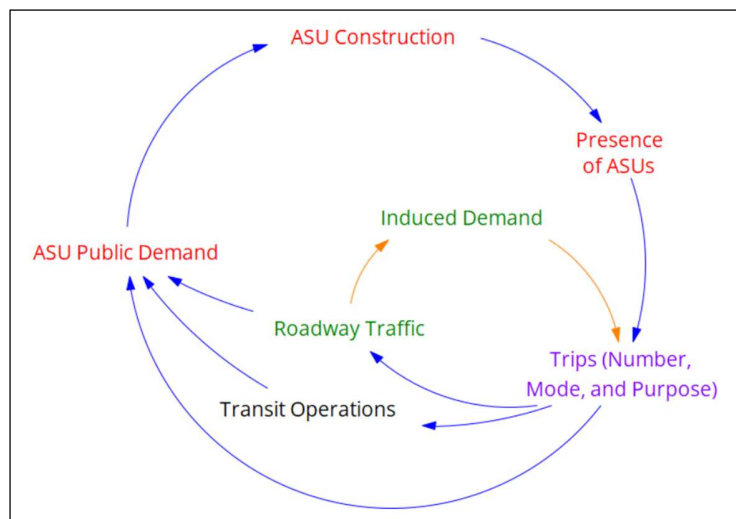 ASU Construction
Presence
of ASUs
Induced Demand
ASU Public Demand
Roadway Traffic
Trips (Number,
Mode, and Purpose)
Transit Operations